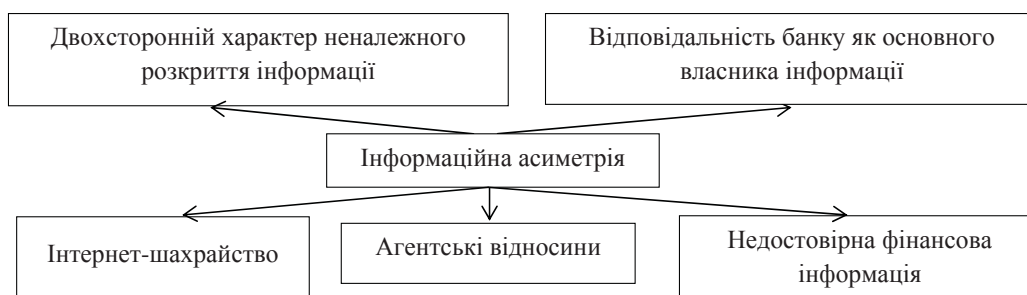 Двохсторонній характер неналежного
розкриття інформації
Відповідальність банку як основного
власника інформації
Інформаційна асиметрія
Інтернет-шахрайство
Агентські відносини
Недостовірна фінансова
інформація